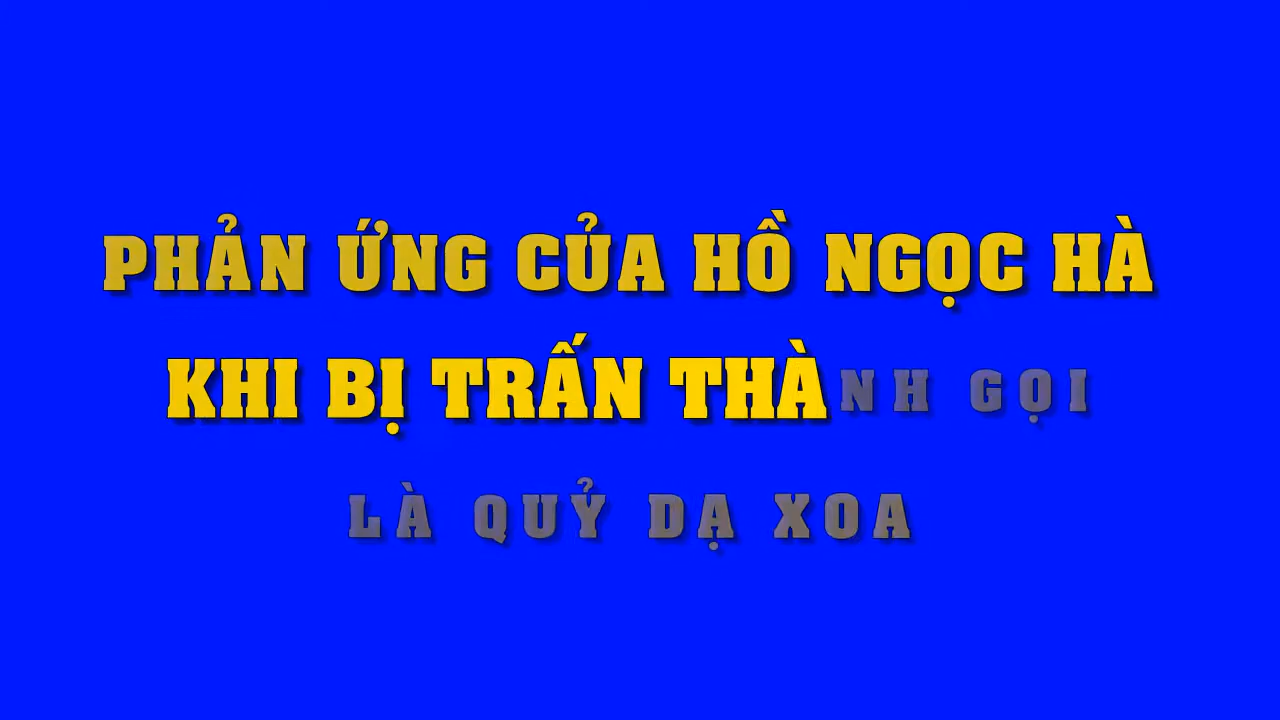 PHẢN ỨNG CỦA HỒ NGỌC HÀ
KHI BỊ TRẤN THÀNH GỌI
LÀ QUỶ DẠ XOA